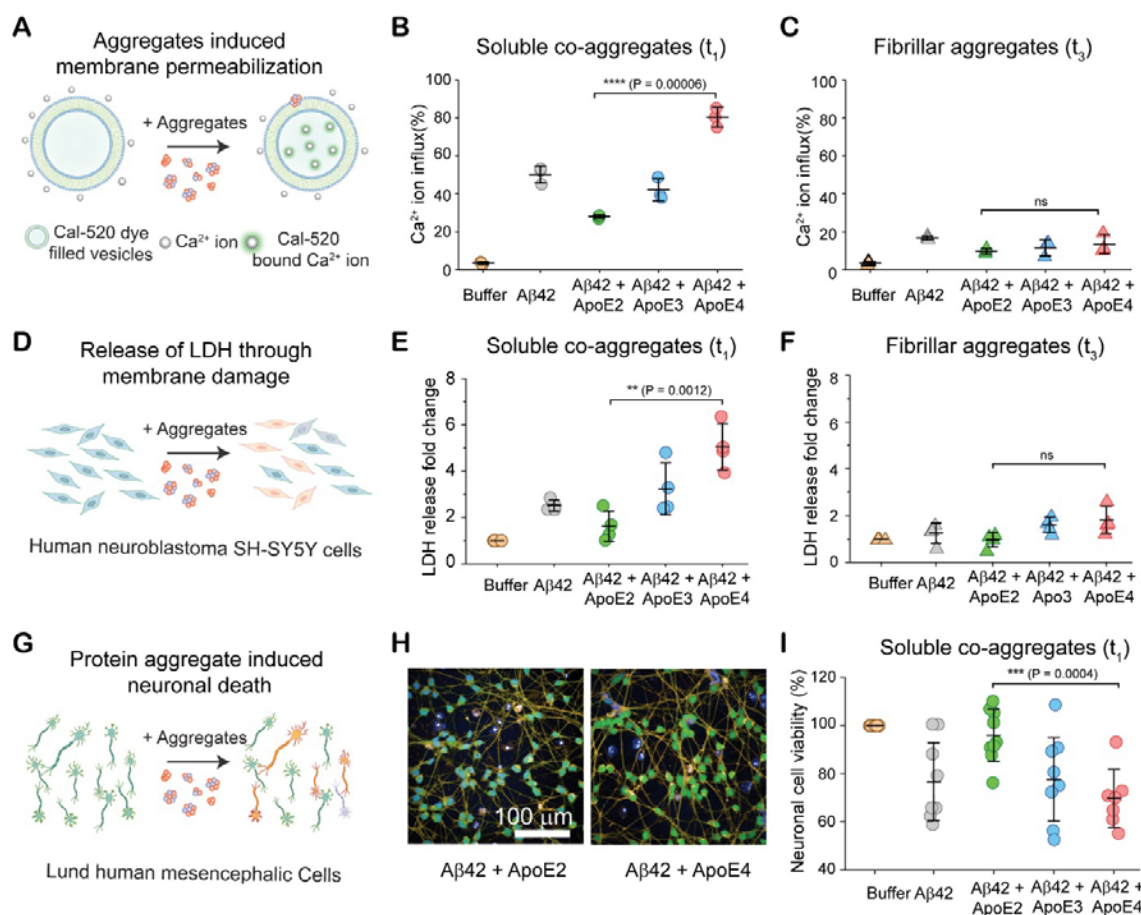 A
Aggregates induced
membrane permeabilization
+ Aggregates
Cal-520 dye
filled vesicles
Ca²⁺ ion
Cal-520
bound Ca²⁺ ion
B
Soluble co-aggregates (t₁)
**** (P = 0.00006)
Ca²⁺ ion influx(%)
100
80
60
40
20
0
Buffer
Aβ42
Aβ42 +
ApoE2
Aβ42 +
ApoE3
Aβ42 +
ApoE4
C
Fibrillar aggregates (t₃)
ns
Ca²⁺ ion influx(%)
100
80
60
40
20
0
Buffer
Aβ42
Aβ42 +
ApoE2
Aβ42 +
ApoE3
Aβ42 +
ApoE4
D
Release of LDH through
membrane damage
+ Aggregates
Human neuroblastoma SH-SY5Y cells
E
Soluble co-aggregates (t₁)
** (P = 0.0012)
LDH release fold change
8
6
4
2
0
Buffer
Aβ42
Aβ42 +
ApoE2
Aβ42 +
ApoE3
Aβ42 +
ApoE4
F
Fibrillar aggregates (t₃)
ns
LDH release fold change
8
6
4
2
0
Buffer
Aβ42
Aβ42 +
ApoE2
Aβ42 +
Apo3
Aβ42 +
ApoE4
G
Protein aggregate induced
neuronal death
+ Aggregates
Lund human mesencephalic Cells
H
100 μm
Aβ42 + ApoE2
Aβ42 + ApoE4
I
Soluble co-aggregates (t₁)
*** (P = 0.0004)
Neuronal cell viability (%)
120
100
80
60
40
Buffer
Aβ42
Aβ42 +
ApoE2
Aβ42 +
ApoE3
Aβ42 +
ApoE4